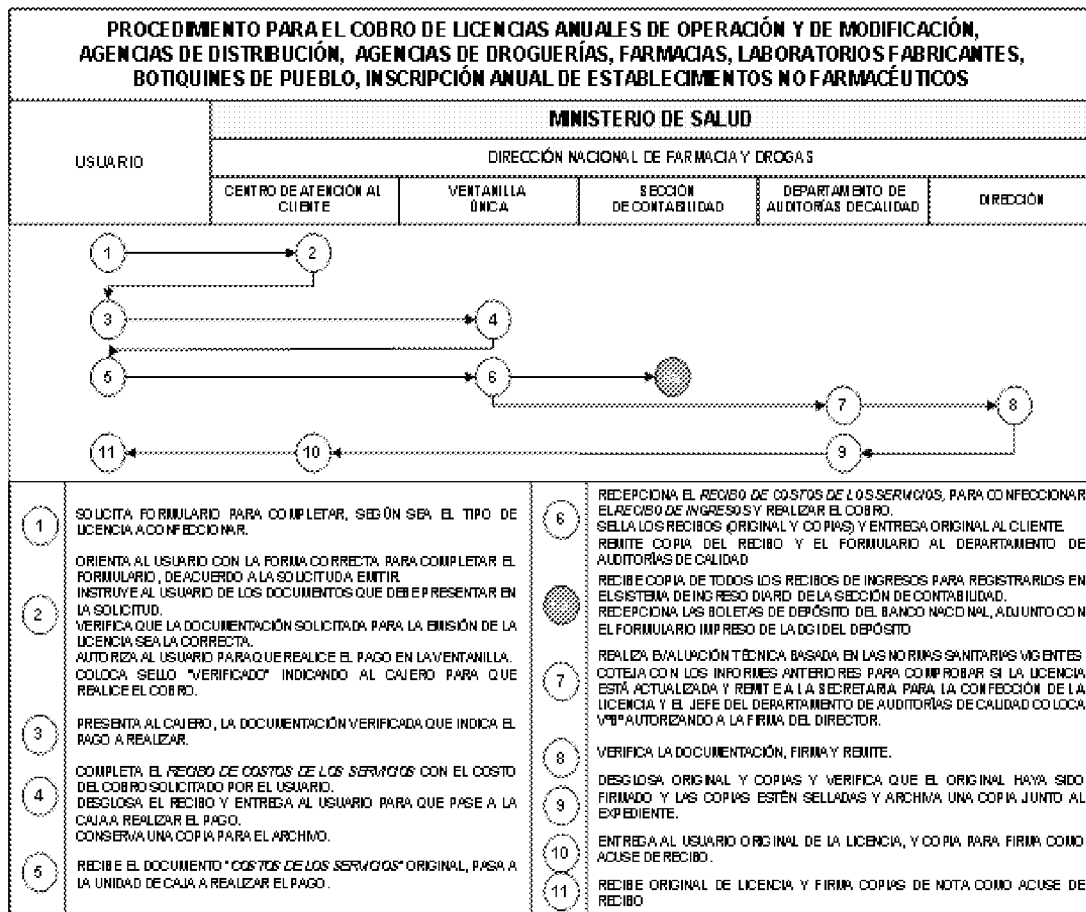 PROCEDIMIENTO PARA EL COBRO DE LICENCIAS ANUALES DE OPERACIÓN Y DE MODIFICACIÓN,
AGENCIAS DE DISTRIBUCIÓN, AGENCIAS DE DROGUERÍAS, FARMACIAS, LABORATORIOS FABRICANTES,
BOTIQUINES DE PUEBLO, INSCRIPCIÓN ANUAL DE ESTABLECIMIENTOS NO FARMACÉUTICOS
USUARIO
MINISTERIO DE SALUD
DIRECCIÓN NACIONAL DE FARMACIA Y DROGAS
CENTRO DE ATENCIÓN AL
CLIENTE
VENTANILLA
ÚNICA
SECCIÓN
DE CONTABILIDAD
DEPARTAMENTO DE
AUDITORÍAS DE CALIDAD
DIRECCIÓN
1
2
3
4
5
6
7
8
11
10
9
1
SOLICITA FORMULARIO PARA COMPLETAR, SEGÚN SEA EL TIPO DE
LICENCIA A CONFECCIONAR.
2
ORIENTA AL USUARIO CON LA FORMA CORRECTA PARA COMPLETAR EL
FORMULARIO, DE ACUERDO A LA SOLICITUD A EMITIR.
INSTRUYE AL USUARIO DE LOS DOCUMENTOS QUE DEBE PRESENTAR EN
LA SOLICITUD.
VERIFICA QUE LA DOCUMENTACIÓN SOLICITADA PARA LA EMISIÓN DE LA
LICENCIA SEA LA CORRECTA.
AUTORIZA AL USUARIO PARA QUE REALICE EL PAGO EN LA VENTANILLA.
COLOCA SELLO "VERIFICADO" INDICANDO AL CAJERO PARA QUE
REALICE EL COBRO.
3
PRESENTA AL CAJERO, LA DOCUMENTACIÓN VERIFICADA QUE INDICA EL
PAGO A REALIZAR.
4
COMPLETA EL RECIBO DE COSTOS DE LOS SERVICIOS CON EL COSTO
DEL COBRO SOLICITADO POR EL USUARIO.
DESGLOSA EL RECIBO Y ENTREGA AL USUARIO PARA QUE PASE A LA
CAJA A REALIZAR EL PAGO.
CONSERVA UNA COPIA PARA EL ARCHIVO.
5
RECIBE EL DOCUMENTO "COSTOS DE LOS SERVICIOS" ORIGINAL, PASA A
LA UNIDAD DE CAJA A REALIZAR EL PAGO.
6
RECEPCIONA EL RECIBO DE COSTOS DE LOS SERVICIOS, PARA CONFECCIONAR
EL RECIBO DE INGRESOS Y REALIZAR EL COBRO.
SELLA LOS RECIBOS (ORIGINAL Y COPIAS) Y ENTREGA ORIGINAL AL CLIENTE.
REMITE COPIA DEL RECIBO Y EL FORMULARIO AL DEPARTAMENTO DE
AUDITORÍAS DE CALIDAD
RECIBE COPIA DE TODOS LOS RECIBOS DE INGRESOS PARA REGISTRARLOS EN
EL SISTEMA DE INGRESO DIARIO DE LA SECCIÓN DE CONTABILIDAD.
RECEPCIONA LAS BOLETAS DE DEPÓSITO DEL BANCO NACIONAL, ADJUNTO CON
EL FORMULARIO IMPRESO DE LA DGI DEL DEPÓSITO
7
REALIZA EVALUACIÓN TÉCNICA BASADA EN LAS NORMAS SANITARIAS VIGENTES
COTEJA CON LOS INFORMES ANTERIORES PARA COMPROBAR SI LA LICENCIA
ESTÁ ACTUALIZADA Y REMITE A LA SECRETARIA PARA LA CONFECCIÓN DE LA
LICENCIA Y EL JEFE DEL DEPARTAMENTO DE AUDITORÍAS DE CALIDAD COLOCA
VºBº AUTORIZANDO A LA FIRMA DEL DIRECTOR.
8
VERIFICA LA DOCUMENTACIÓN, FIRMA Y REMITE.
9
DESGLOSA ORIGINAL Y COPIAS Y VERIFICA QUE EL ORIGINAL HAYA SIDO
FIRMADO Y LAS COPIAS ESTÉN SELLADAS Y ARCHIVA UNA COPIA JUNTO AL
EXPEDIENTE.
10
ENTREGA AL USUARIO ORIGINAL DE LA LICENCIA, Y COPIA PARA FIRMA COMO
ACUSE DE RECIBO.
11
RECIBE ORIGINAL DE LICENCIA Y FIRMA COPIAS DE NOTA COMO ACUSE DE
RECIBO